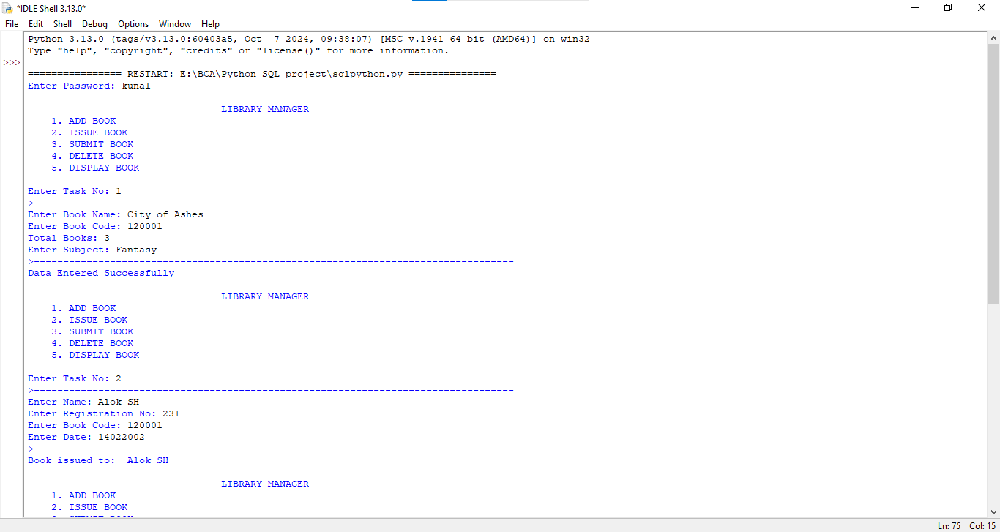 *IDLE Shell 3.13.0*
File Edit Shell Debug Options Window Help
Python 3.13.0 (tags/v3.13.0:60403a5, Oct  7 2024, 09:38:07) [MSC v.1941 64 bit (AMD64)] on win32
Type "help", "copyright", "credits" or "license()" for more information.
>>>
================ RESTART: E:\BCA\Python SQL project\sqlpython.py ===============
Enter Password: kunal
LIBRARY MANAGER
1. ADD BOOK
2. ISSUE BOOK
3. SUBMIT BOOK
4. DELETE BOOK
5. DISPLAY BOOK
Enter Task No: 1
>----------------------------------------------------------------------------------
Enter Book Name: City of Ashes
Enter Book Code: 120001
Total Books: 3
Enter Subject: Fantasy
>----------------------------------------------------------------------------------
Data Entered Successfully
LIBRARY MANAGER
1. ADD BOOK
2. ISSUE BOOK
3. SUBMIT BOOK
4. DELETE BOOK
5. DISPLAY BOOK
Enter Task No: 2
>----------------------------------------------------------------------------------
Enter Name: Alok SH
Enter Registration No: 231
Enter Book Code: 120001
Enter Date: 14022002
>----------------------------------------------------------------------------------
Book issued to:  Alok SH
LIBRARY MANAGER
1. ADD BOOK
2. ISSUE BOOK
Ln: 75 Col: 15